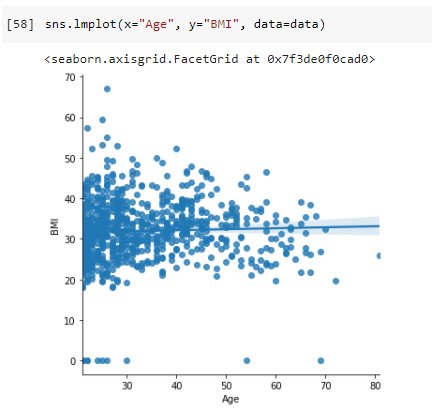 [58] sns.lmplot(x="Age", y="BMI", data=data)
<seaborn.axisgrid.FacetGrid at 0x7f3de0f0cad0>
70
60
50
40
30
20
10
0
BMI
30 40 50 60 70 80
Age